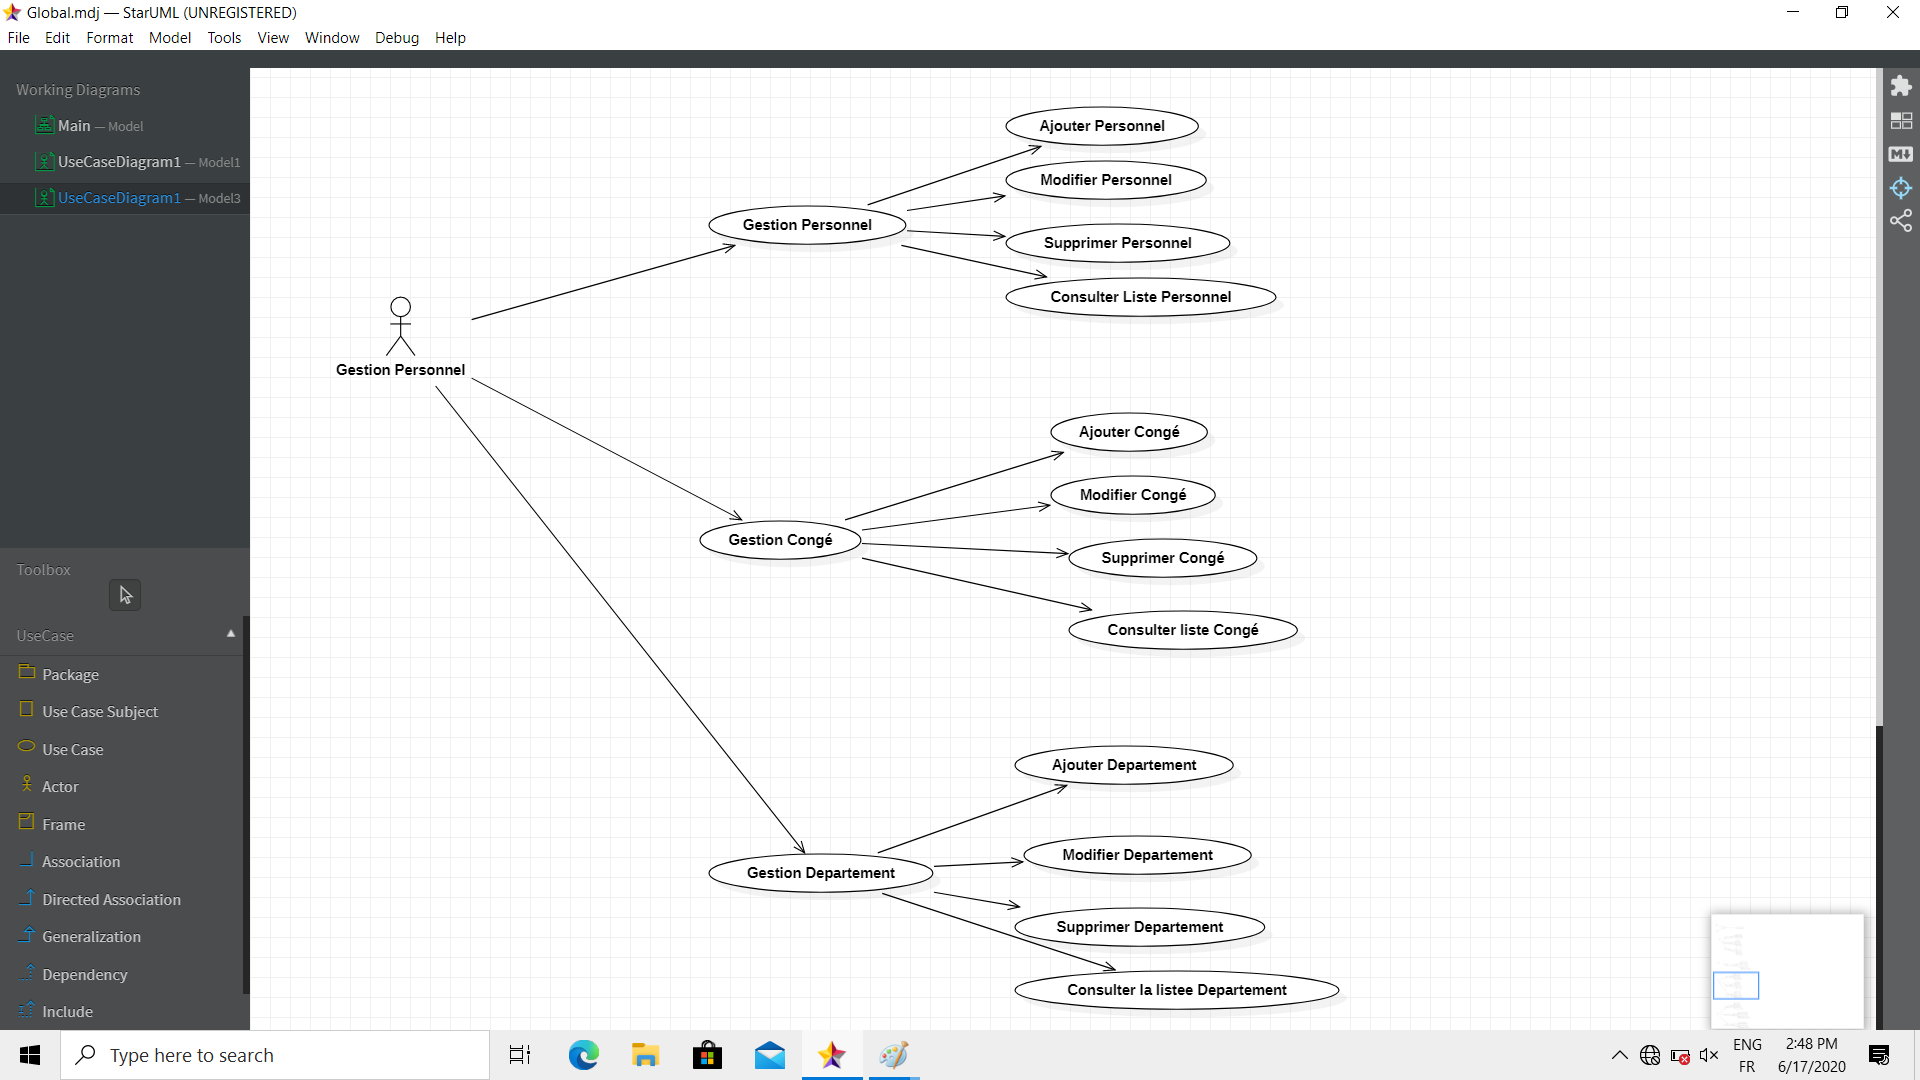 Global.mdj — StarUML (UNREGISTERED)
File Edit Format Model Tools View Window Debug Help
Working Diagrams
Main — Model
UseCaseDiagram1 — Model1
UseCaseDiagram1 — Model3
Toolbox
UseCase
Package
Use Case Subject
Use Case
Actor
Frame
Association
Directed Association
Generalization
Dependency
Include
Gestion Personnel
Gestion Personnel
Ajouter Personnel
Modifier Personnel
Supprimer Personnel
Consulter Liste Personnel
Gestion Congé
Ajouter Congé
Modifier Congé
Supprimer Congé
Consulter liste Congé
Gestion Departement
Ajouter Departement
Modifier Departement
Supprimer Departement
Consulter la listee Departement
M
Type here to search
ENG
FR
2:48 PM
6/17/2020